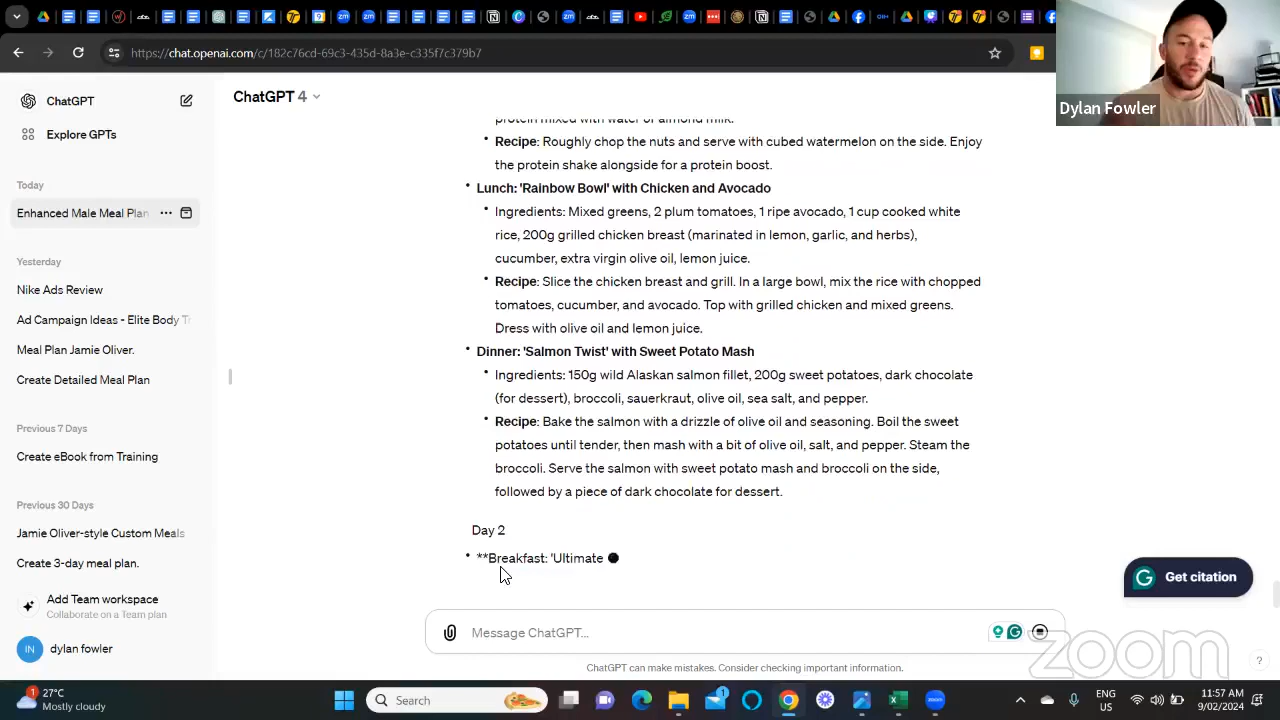 https://chat.openai.com/c/182c76cd-69c3-435d-8a3e-c335f7c379b7
Dylan Fowler
ChatGPT
ChatGPT 4
Explore GPTs
Today
Enhanced Male Meal Plan
Yesterday
Nike Ads Review
Ad Campaign Ideas - Elite Body Tr
Meal Plan Jamie Oliver.
Create Detailed Meal Plan
Previous 7 Days
Create eBook from Training
Previous 30 Days
Jamie Oliver-style Custom Meals
Create 3-day meal plan.
Add Team workspace
Collaborate on a Team plan
IN
dylan fowler
protein mixed with water or almond milk.
• Recipe: Roughly chop the nuts and serve with cubed watermelon on the side. Enjoy
the protein shake alongside for a protein boost.
• Lunch: 'Rainbow Bowl' with Chicken and Avocado
• Ingredients: Mixed greens, 2 plum tomatoes, 1 ripe avocado, 1 cup cooked white
rice, 200g grilled chicken breast (marinated in lemon, garlic, and herbs),
cucumber, extra virgin olive oil, lemon juice.
• Recipe: Slice the chicken breast and grill. In a large bowl, mix the rice with chopped
tomatoes, cucumber, and avocado. Top with grilled chicken and mixed greens.
Dress with olive oil and lemon juice.
• Dinner: 'Salmon Twist' with Sweet Potato Mash
• Ingredients: 150g wild Alaskan salmon fillet, 200g sweet potatoes, dark chocolate
(for dessert), broccoli, sauerkraut, olive oil, sea salt, and pepper.
• Recipe: Bake the salmon with a drizzle of olive oil and seasoning. Boil the sweet
potatoes until tender, then mash with a bit of olive oil, salt, and pepper. Steam the
broccoli. Serve the salmon with sweet potato mash and broccoli on the side,
followed by a piece of dark chocolate for dessert.
Day 2
• **Breakfast: 'Ultimate
Get citation
Message ChatGPT...
ChatGPT can make mistakes. Consider checking important information.
zoom
?
1
27°C
Mostly cloudy
Search
1
ENG
US
11:57 AM
9/02/2024